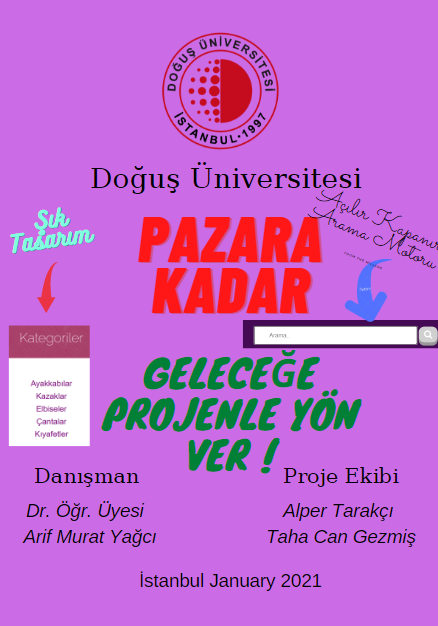 DOĞUŞ ÜNİVERSİTESİ
İSTANBUL·1997
Doğuş Üniversitesi
Şık
Tasarım
Açılır Kapanır
Arama Motoru
PAZARA
KADAR
Arama
Kategoriler
Ayakkabılar
Kazaklar
Elbiseler
Çantalar
Kıyafetler
GELECEĞE
PROJENLE YÖN
VER !
Danışman
Dr. Öğr. Üyesi
Arif Murat Yağcı
Proje Ekibi
Alper Tarakçı
Taha Can Gezmiş
İstanbul January 2021